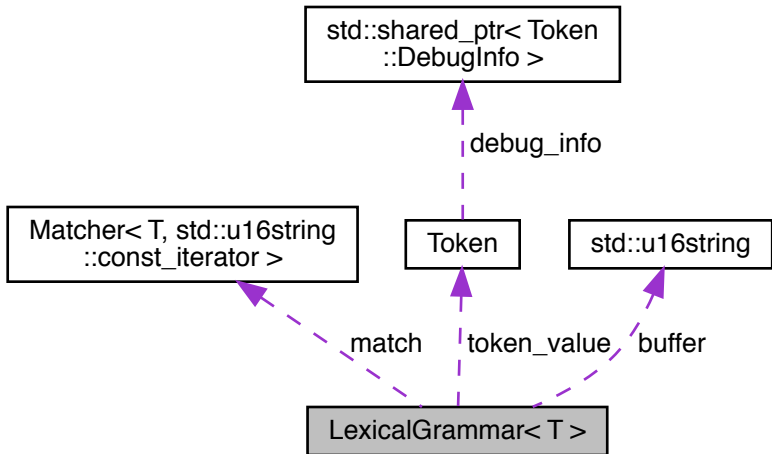 std::shared_ptr< Token
::DebugInfo >
debug_info
Matcher< T, std::u16string
::const_iterator >
Token
std::u16string
match
token_value
buffer
LexicalGrammar< T >